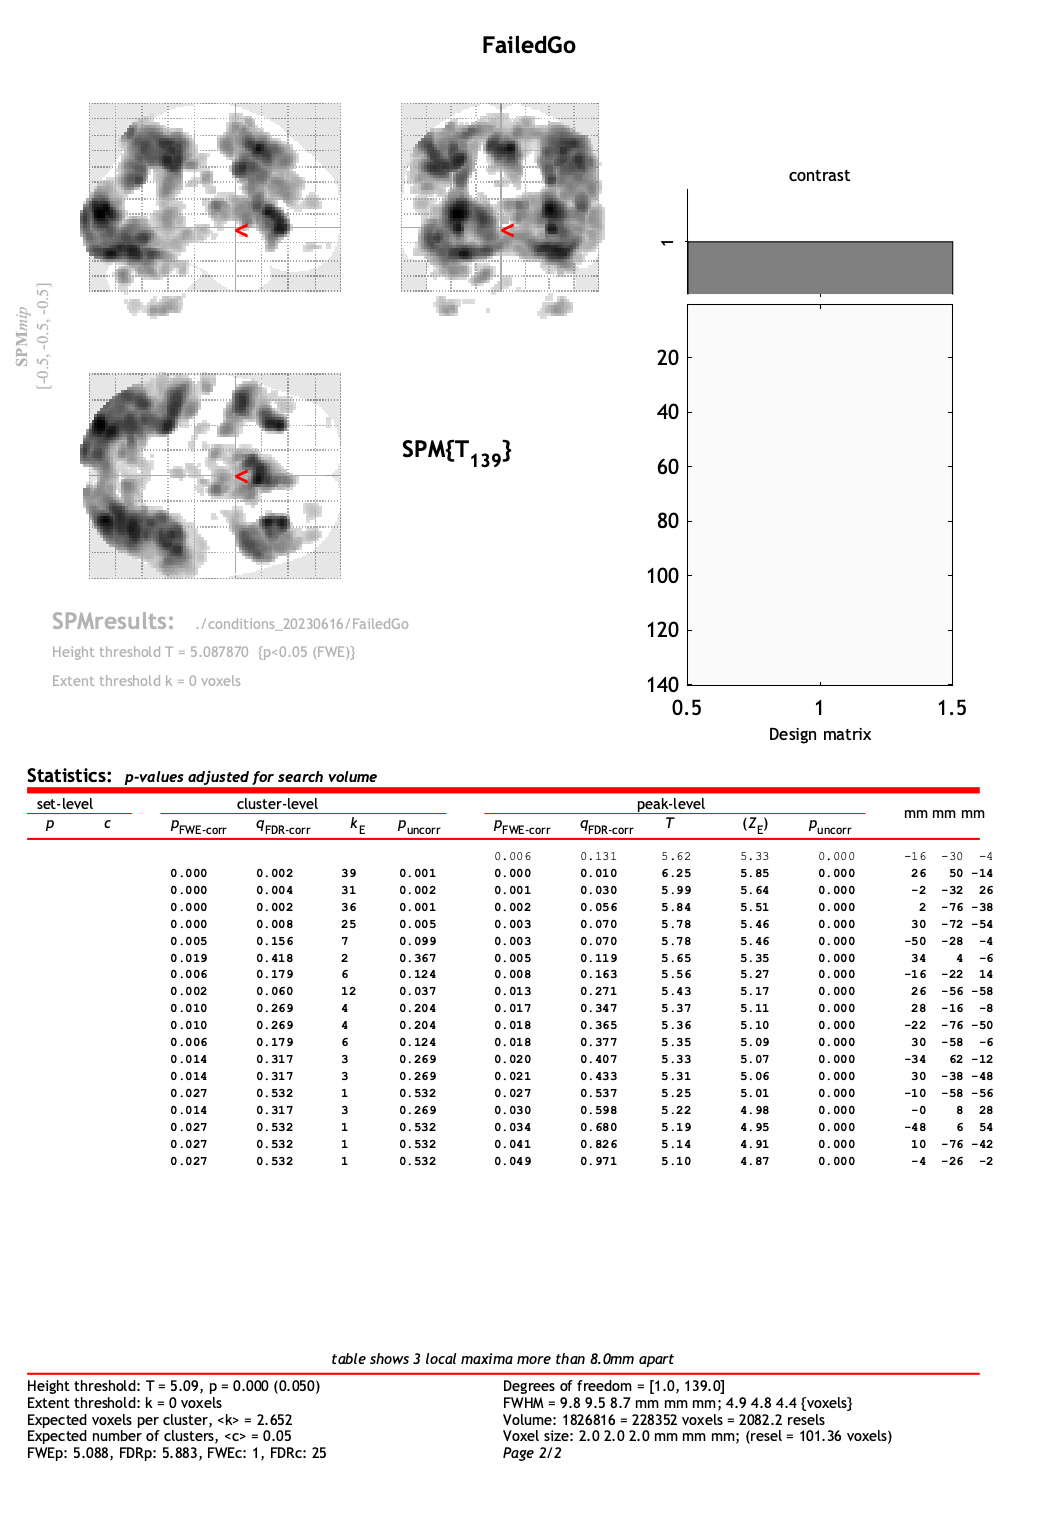 FailedGo
SPMmip
[-0.5, -0.5, -0.5]
<
<
<
SPM{T139}
contrast
1
20
40
60
80
100
120
140
0.5 1 1.5
Design matrix
SPMresults: ./conditions_20230616/FailedGo
Height threshold T = 5.087870 {p<0.05 (FWE)}
Extent threshold k = 0 voxels
Statistics: p-values adjusted for search volume
set-level cluster-level peak-level mm mm mm
p c pFWE-corr qFDR-corr kE puncorr pFWE-corr qFDR-corr T (ZE) puncorr
0.006 0.131 5.62 5.33 0.000 -16 -30 -4
0.000 0.002 39 0.001 0.000 0.010 6.25 5.85 0.000 26 50 -14
0.000 0.004 31 0.002 0.001 0.030 5.99 5.64 0.000 -2 -32 26
0.000 0.002 36 0.001 0.002 0.056 5.84 5.51 0.000 2 -76 -38
0.000 0.008 25 0.005 0.003 0.070 5.78 5.46 0.000 30 -72 -54
0.005 0.156 7 0.099 0.003 0.070 5.78 5.46 0.000 -50 -28 -4
0.019 0.418 2 0.367 0.005 0.119 5.65 5.35 0.000 34 4 -6
0.006 0.179 6 0.124 0.008 0.163 5.56 5.27 0.000 -16 -22 14
0.002 0.060 12 0.037 0.013 0.271 5.43 5.17 0.000 26 -56 -58
0.010 0.269 4 0.204 0.017 0.347 5.37 5.11 0.000 28 -16 -8
0.010 0.269 4 0.204 0.018 0.365 5.36 5.10 0.000 -22 -76 -50
0.006 0.179 6 0.124 0.018 0.377 5.35 5.09 0.000 30 -58 -6
0.014 0.317 3 0.269 0.020 0.407 5.33 5.07 0.000 -34 62 -12
0.014 0.317 3 0.269 0.021 0.433 5.31 5.06 0.000 30 -38 -48
0.027 0.532 1 0.532 0.027 0.537 5.25 5.01 0.000 -10 -58 -56
0.014 0.317 3 0.269 0.030 0.598 5.22 4.98 0.000 -0 8 28
0.027 0.532 1 0.532 0.034 0.680 5.19 4.95 0.000 -48 6 54
0.027 0.532 1 0.532 0.041 0.826 5.14 4.91 0.000 10 -76 -42
0.027 0.532 1 0.532 0.049 0.971 5.10 4.87 0.000 -4 -26 -2
table shows 3 local maxima more than 8.0mm apart
Height threshold: T = 5.09, p = 0.000 (0.050)
Extent threshold: k = 0 voxels
Expected voxels per cluster, <k> = 2.652
Expected number of clusters, <c> = 0.05
FWEp: 5.088, FDRp: 5.883, FWEc: 1, FDRc: 25
Degrees of freedom = [1.0, 139.0]
FWHM = 9.8 9.5 8.7 mm mm mm; 4.9 4.8 4.4 {voxels}
Volume: 1826816 = 228352 voxels = 2082.2 resels
Voxel size: 2.0 2.0 2.0 mm mm mm; (resel = 101.36 voxels)
Page 2/2